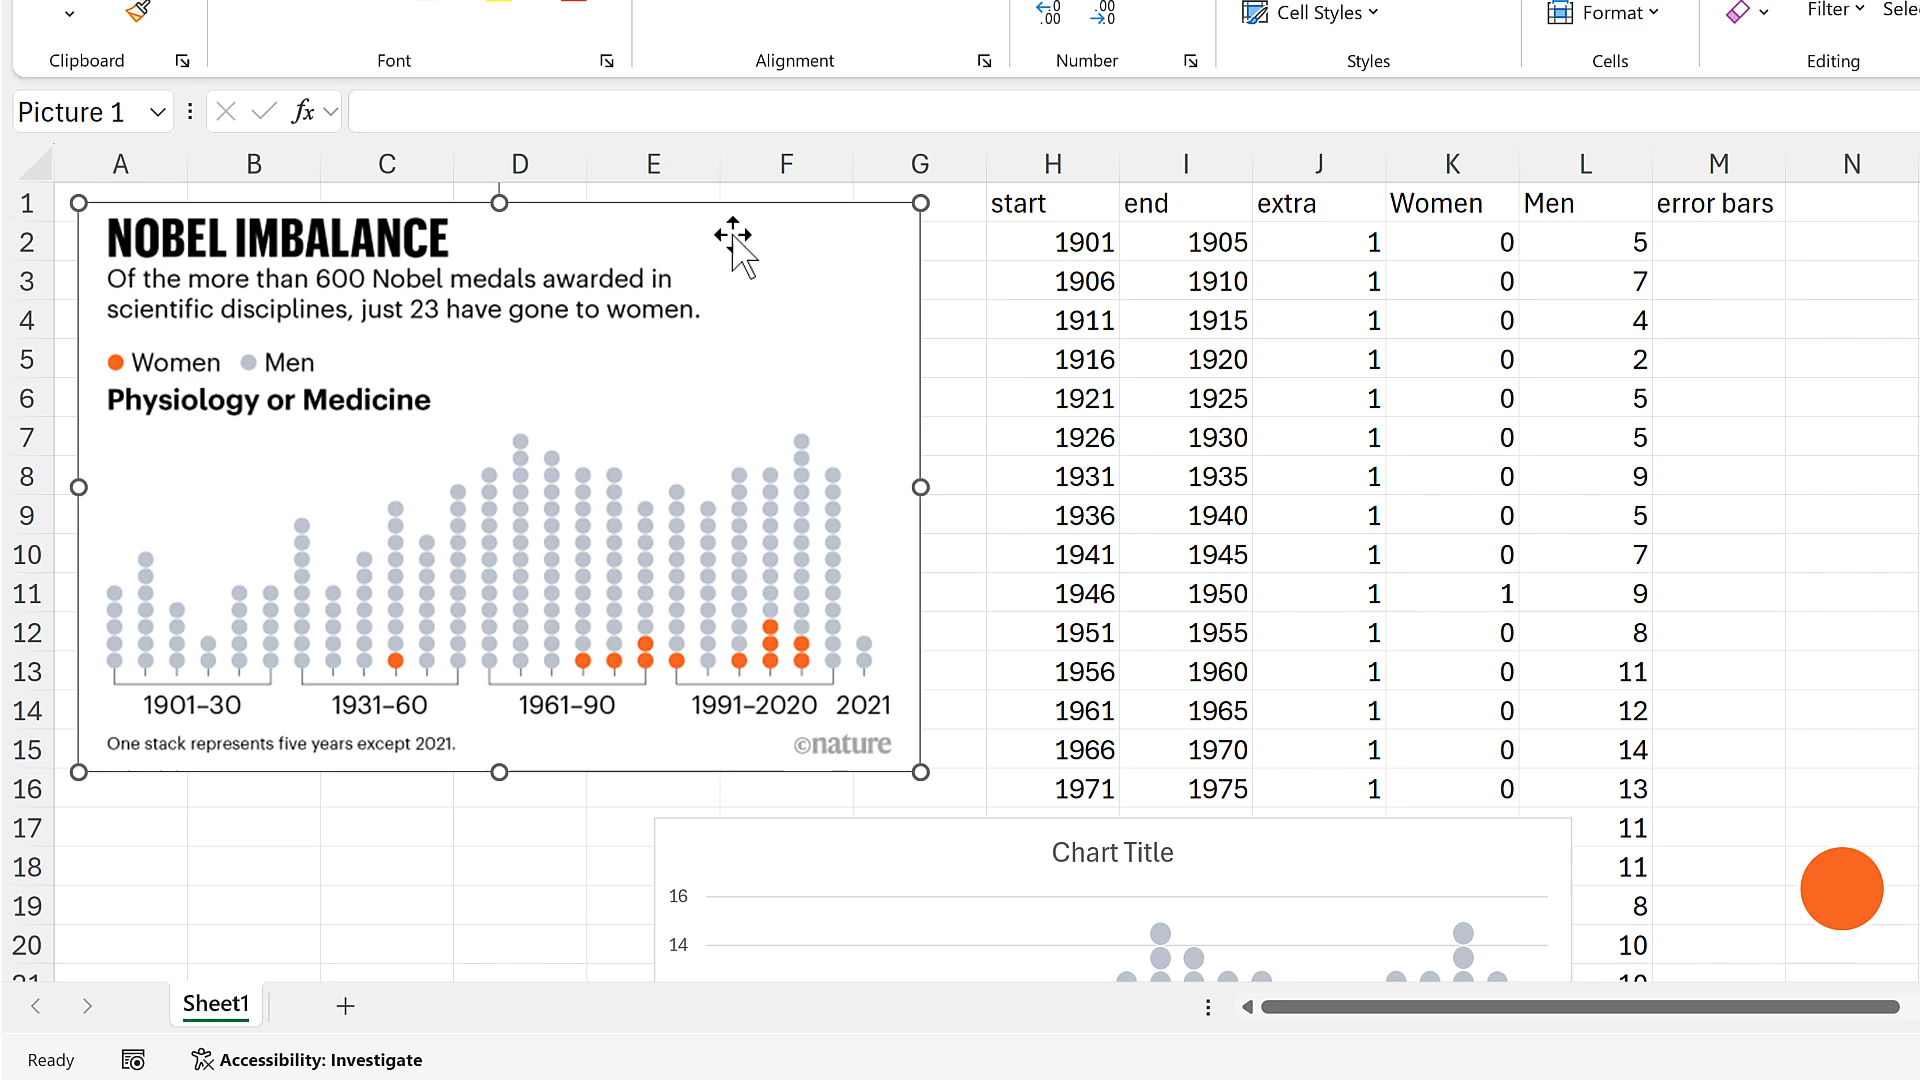 Clipboard Font Alignment Number Styles Cells Editing
Cell Styles Format Filter
Picture 1 fx
A B C D E F G H I J K L M N
1 start end extra Women Men error bars
2 1901 1905 1 0 5
3 1906 1910 1 0 7
4 1911 1915 1 0 4
5 1916 1920 1 0 2
6 1921 1925 1 0 5
7 1926 1930 1 0 5
8 1931 1935 1 0 9
9 1936 1940 1 0 5
10 1941 1945 1 0 7
11 1946 1950 1 1 9
12 1951 1955 1 0 8
13 1956 1960 1 0 11
14 1961 1965 1 0 12
15 1966 1970 1 0 14
16 1971 1975 1 0 13
17 11
18 11
19 8
20 10
NOBEL IMBALANCE
Of the more than 600 Nobel medals awarded in
scientific disciplines, just 23 have gone to women.
Women Men
Physiology or Medicine
1901–30 1931–60 1961–90 1991–2020 2021
One stack represents five years except 2021.
©nature
Chart Title
16
14
Sheet1
Ready Accessibility: Investigate